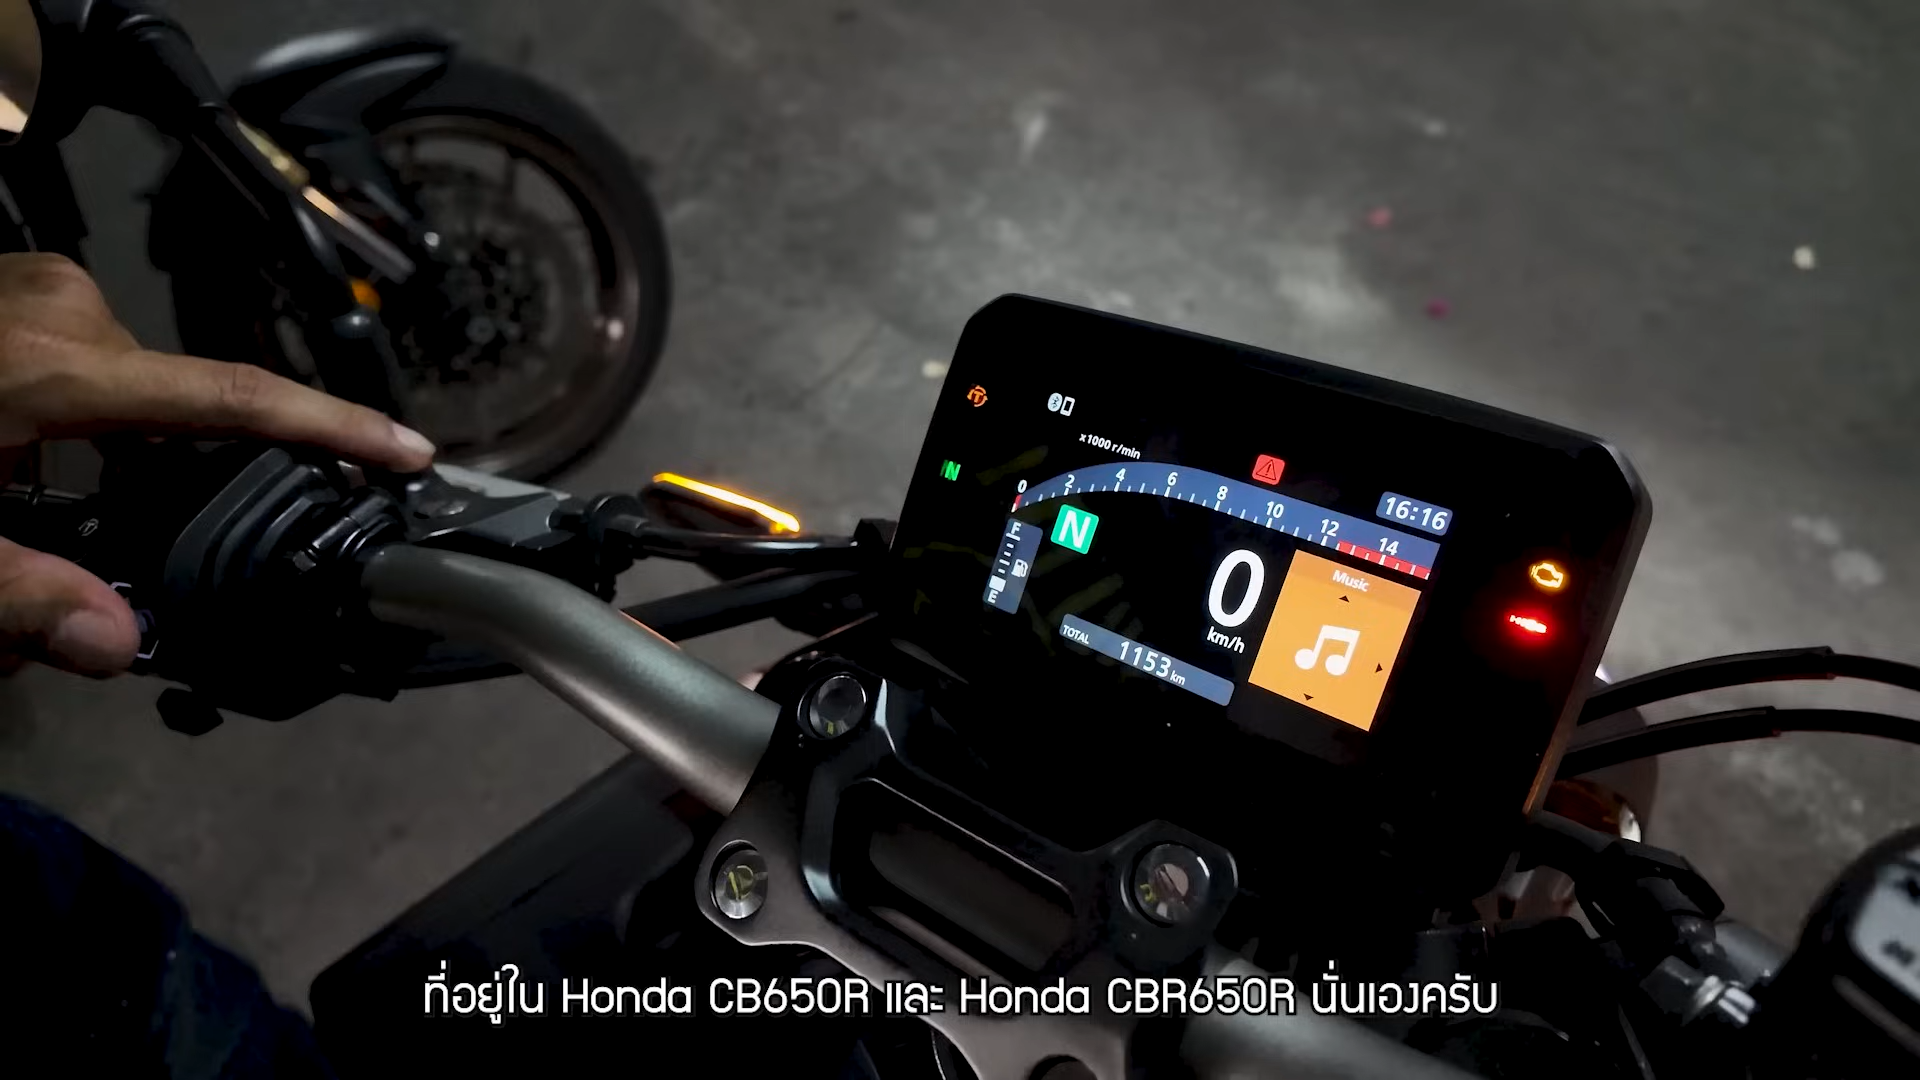 x1000 r/min
0 2 4 6 8 10 12 14
16:16
N
N
F
E
0
km/h
Music
TOTAL
1153 km
ที่อยู่ใน Honda CB650R และ Honda CBR650R นั่นเองครับ